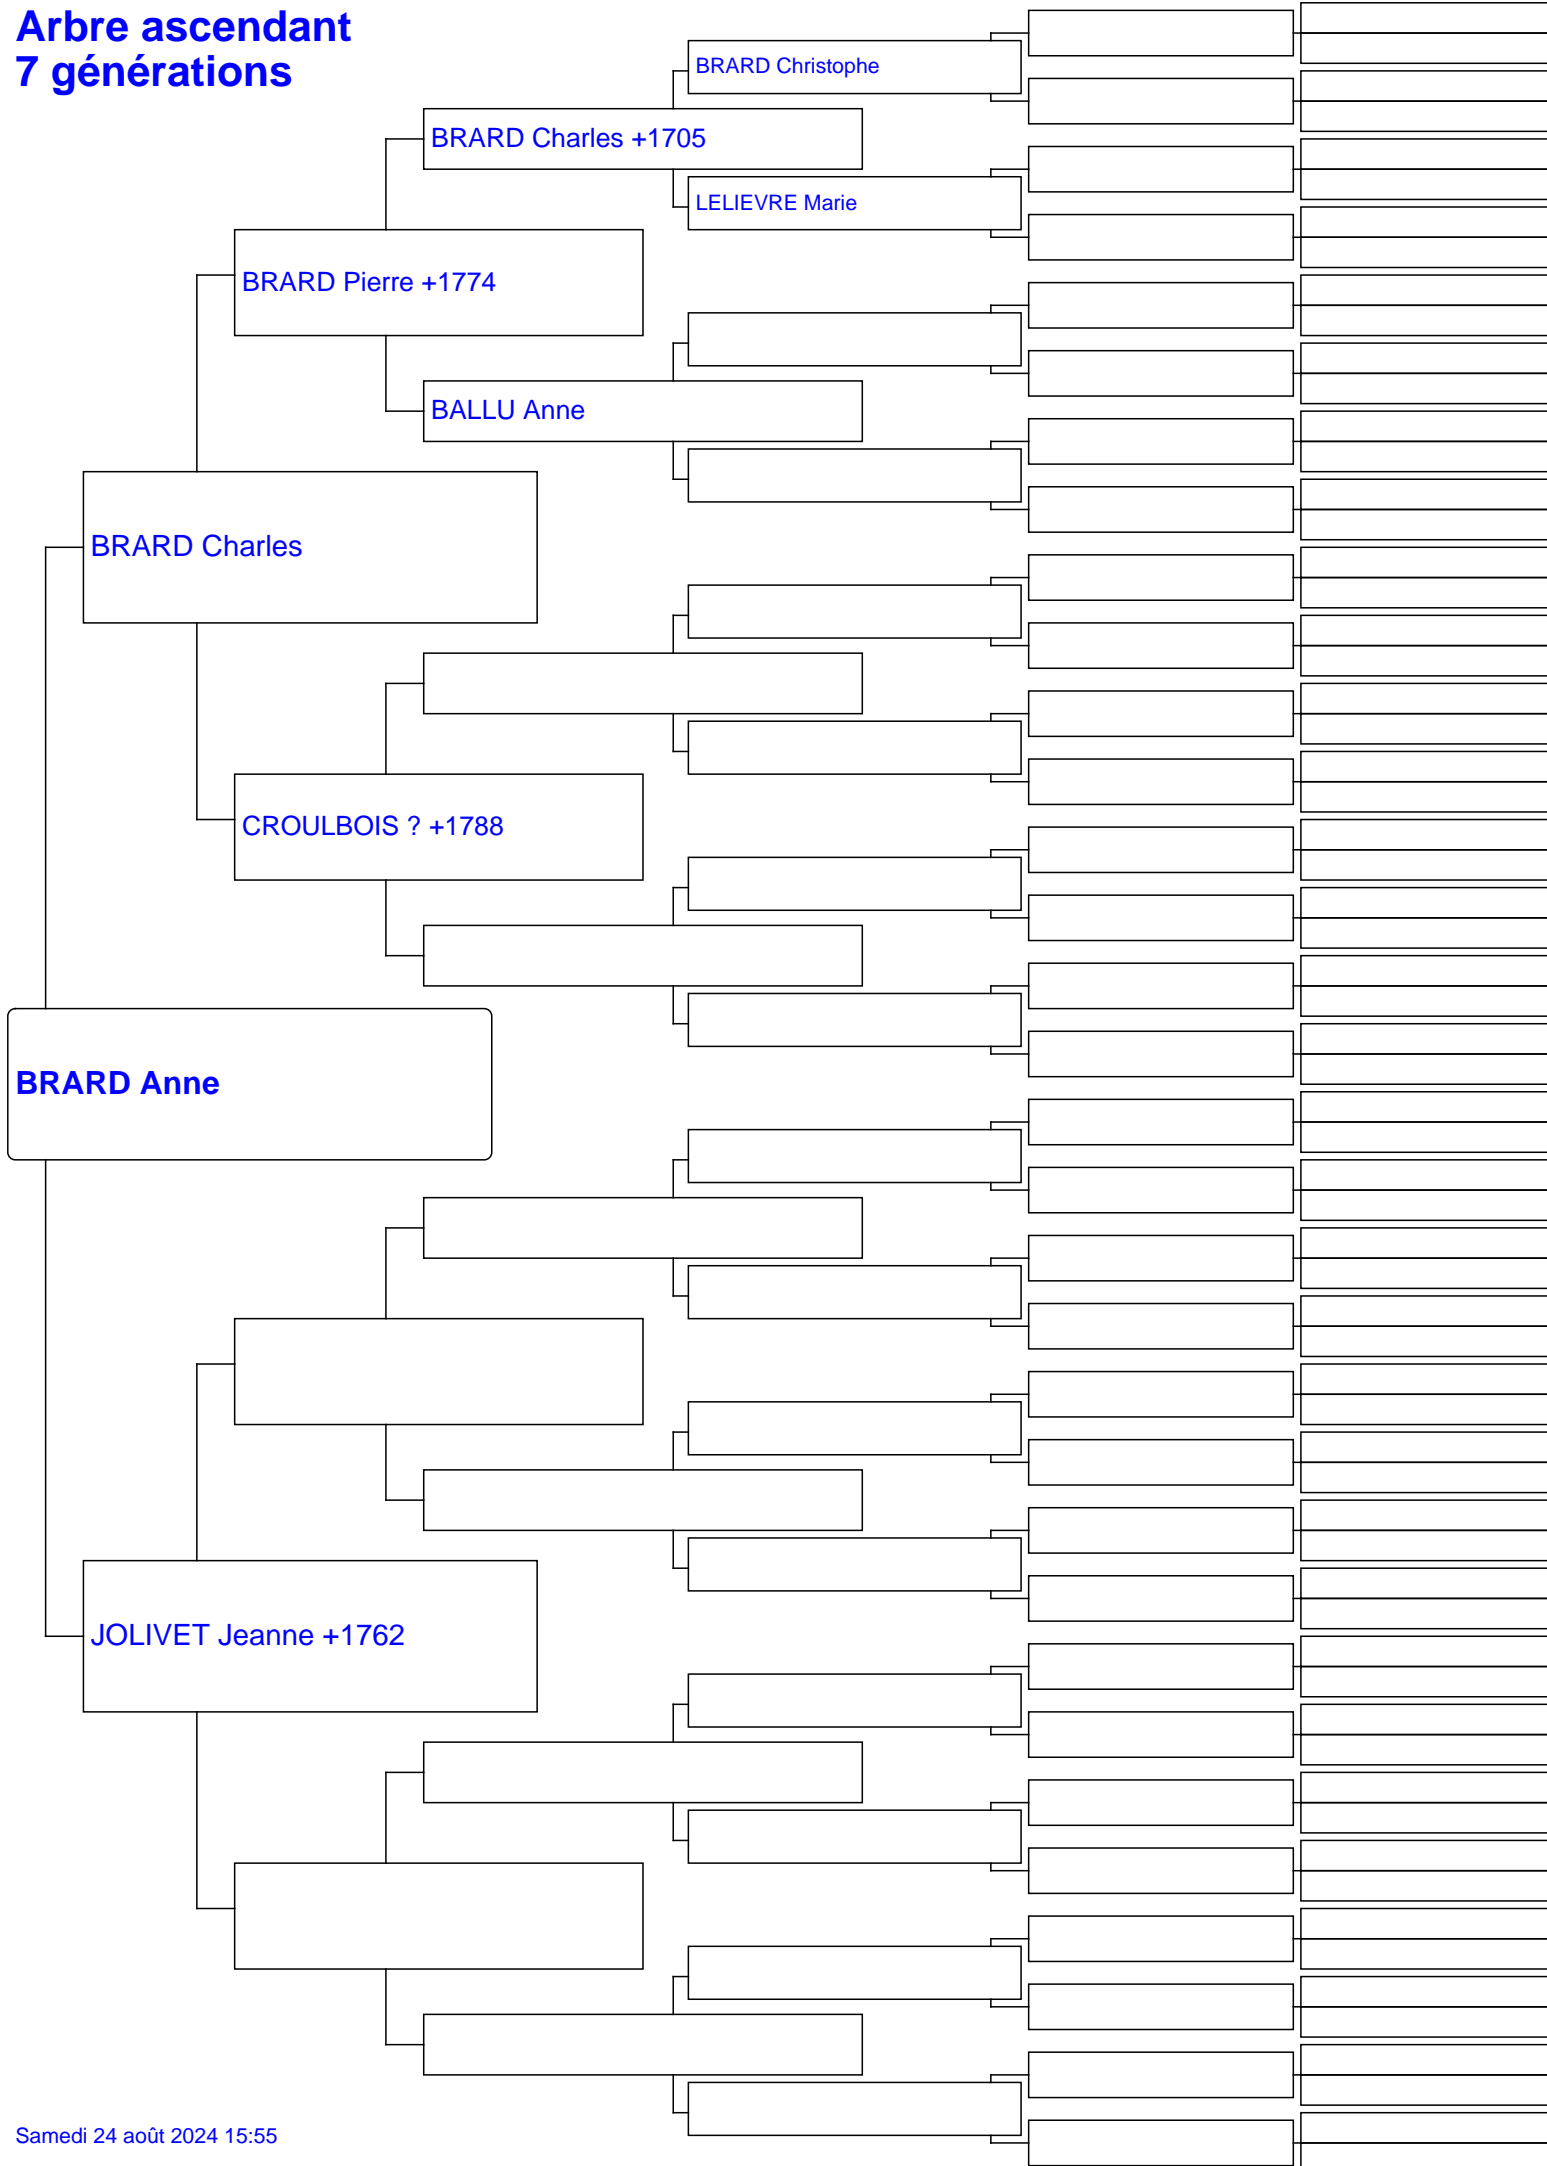 Arbre ascendant
7 générations
BRARD Christophe
BRARD Charles +1705
LELIEVRE Marie
BRARD Pierre +1774
BALLU Anne
BRARD Charles
CROULBOIS ? +1788
BRARD Anne
JOLIVET Jeanne +1762
Samedi 24 août 2024 15:55